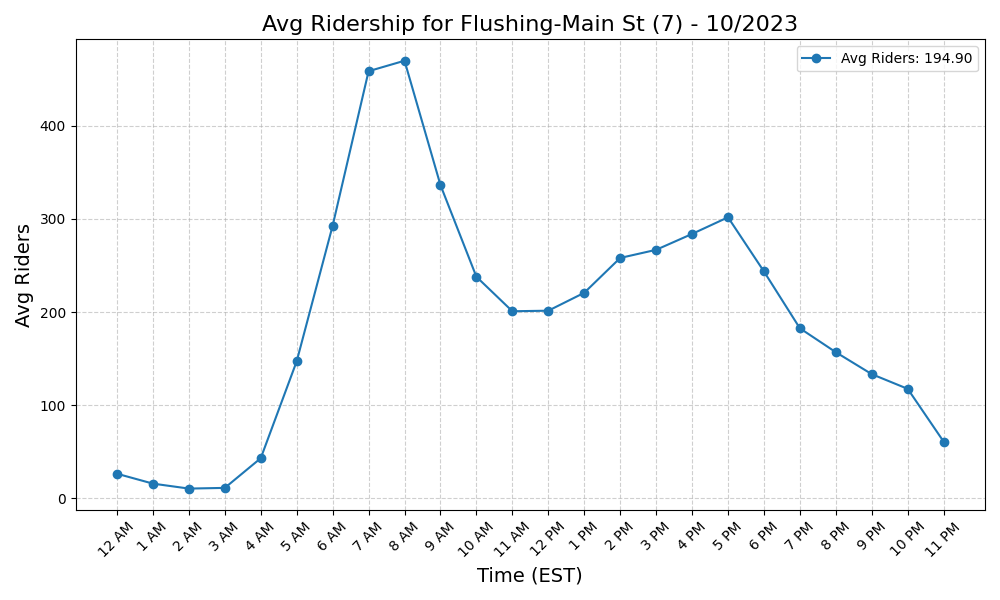 Avg Ridership for Flushing-Main St (7) - 10/2023
Avg Riders: 194.90
Avg Riders
400
300
200
100
0
12 AM
1 AM
2 AM
3 AM
4 AM
5 AM
6 AM
7 AM
8 AM
9 AM
10 AM
11 AM
12 PM
1 PM
2 PM
3 PM
4 PM
5 PM
6 PM
7 PM
8 PM
9 PM
10 PM
11 PM
Time (EST)